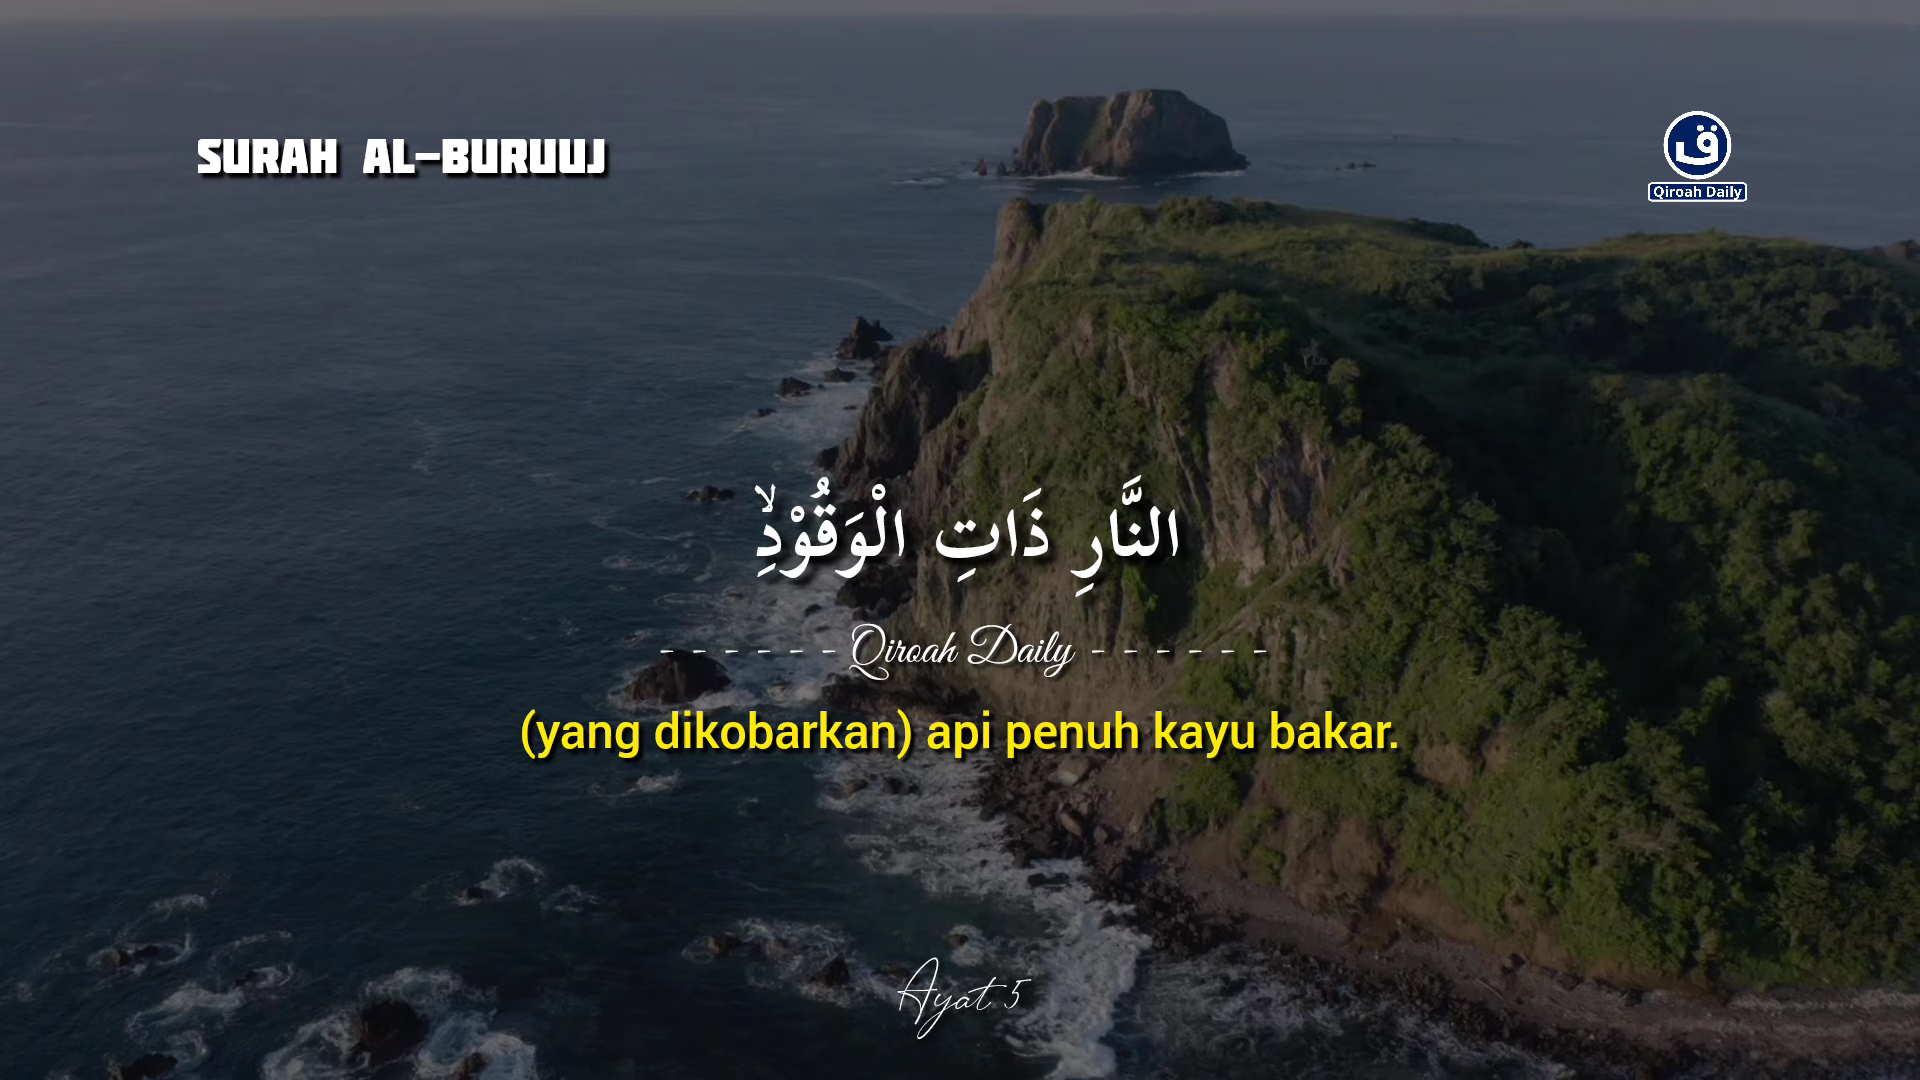 SURAH AL-BURUUJ
ق
Qiroah Daily
النَّارِ ذَاتِ الْوَقُوْدِۙ
- - - - - - Qiroah Daily - - - - - -
(yang dikobarkan) api penuh kayu bakar.
Ayat 5